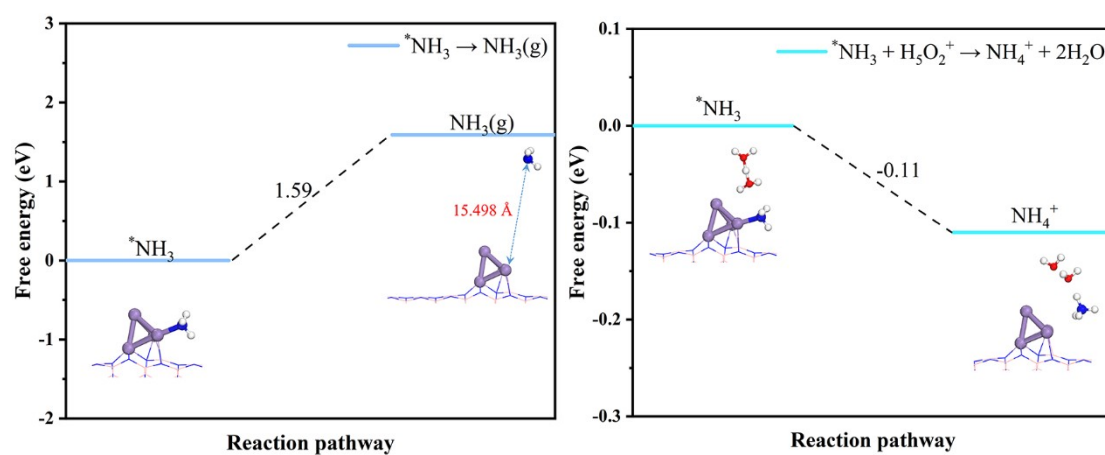 *NH₃ → NH₃(g)
3
2
1
0
-1
-2
Free energy (eV)
*NH₃
1.59
NH₃(g)
15.498 Å
Reaction pathway
*NH₃ + H₅O₂⁺ → NH₄⁺ + 2H₂O
0.1
0.0
-0.1
-0.2
-0.3
Free energy (eV)
*NH₃
-0.11
NH₄⁺
Reaction pathway